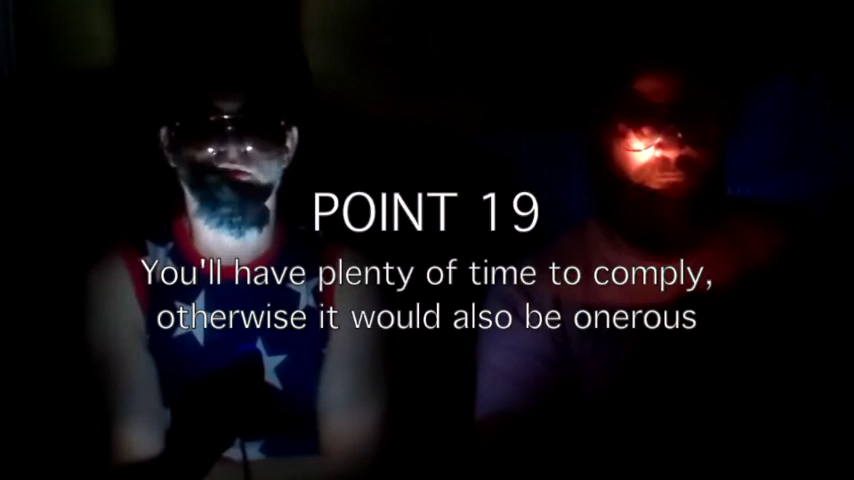 POINT 19
You'll have plenty of time to comply,
otherwise it would also be onerous